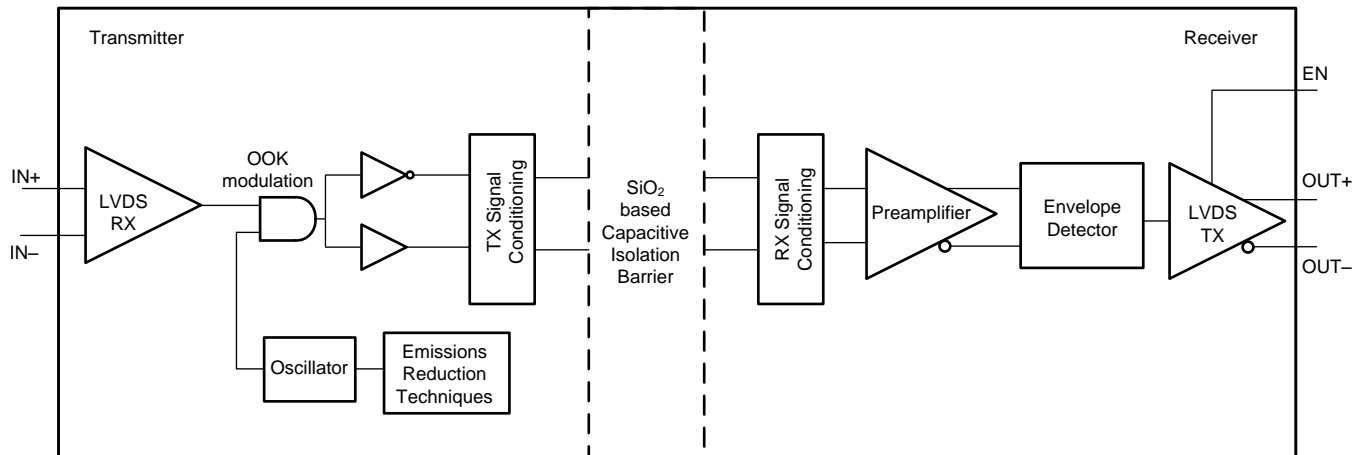 Transmitter
Receiver
EN
IN+
IN–
LVDS
RX
OOK
modulation
TX Signal
Conditioning
SiO₂
based
Capacitive
Isolation
Barrier
RX Signal
Conditioning
Preamplifier
Envelope
Detector
LVDS
TX
OUT+
OUT–
Oscillator
Emissions
Reduction
Techniques